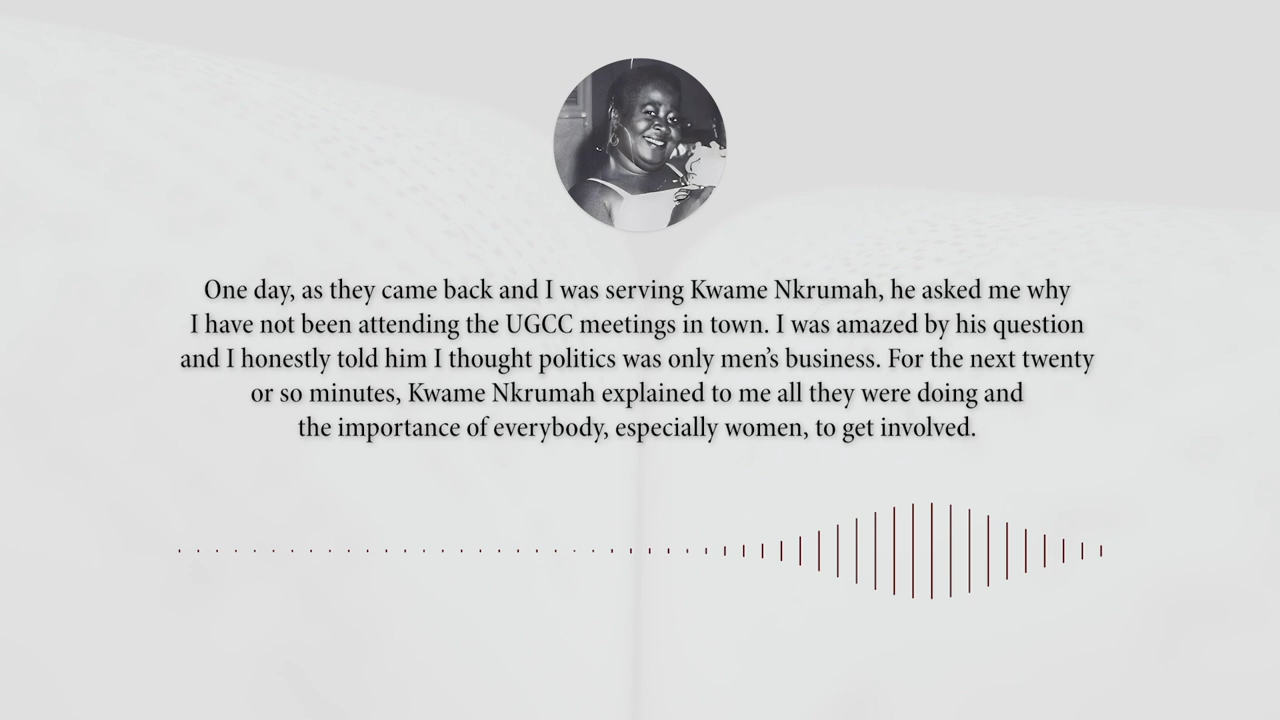 One day, as they came back and I was serving Kwame Nkrumah, he asked me why
I have not been attending the UGCC meetings in town. I was amazed by his question
and I honestly told him I thought politics was only men's business. For the next twenty
or so minutes, Kwame Nkrumah explained to me all they were doing and
the importance of everybody, especially women, to get involved.